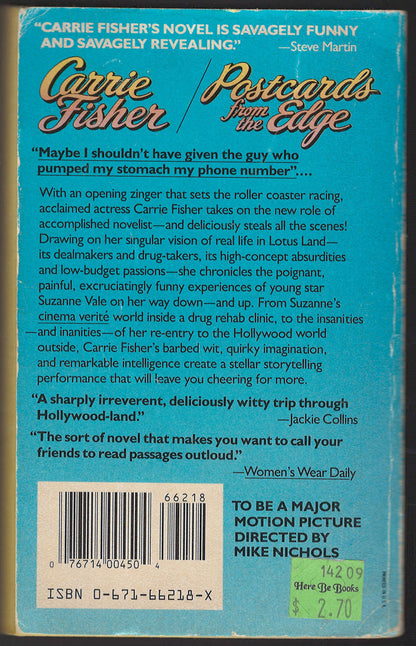 "CARRIE FISHER'S NOVEL IS SAVAGELY FUNNY
AND SAVAGELY REVEALING."
—Steve Martin
Carrie Fisher / Postcards from the Edge
"Maybe I shouldn't have given the guy who
pumped my stomach my phone number"....
With an opening zinger that sets the roller coaster racing,
acclaimed actress Carrie Fisher takes on the new role of
accomplished novelist—and deliciously steals all the scenes!
Drawing on her singular vision of real life in Lotus Land—
its dealmakers and drug-takers, its high-concept absurdities
and low-budget passions—she chronicles the poignant,
painful, excruciatingly funny experiences of young star
Suzanne Vale on her way down—and up. From Suzanne's
cinema verité world inside a drug rehab clinic, to the insanities
—and inanities—of her re-entry to the Hollywood world
outside, Carrie Fisher's barbed wit, quirky imagination,
and remarkable intelligence create a stellar storytelling
performance that will leave you cheering for more.
"A sharply irreverent, deliciously witty trip through
Hollywood-land." —Jackie Collins
"The sort of novel that makes you want to call your
friends to read passages outloud."
—Women's Wear Daily
66218
0 76714 00450 4
ISBN 0-671-66218-X
TO BE A MAJOR
MOTION PICTURE
DIRECTED BY
MIKE NICHOLS
14209
Here Be Books
$ 2.70
PRINTED IN U.S.A.